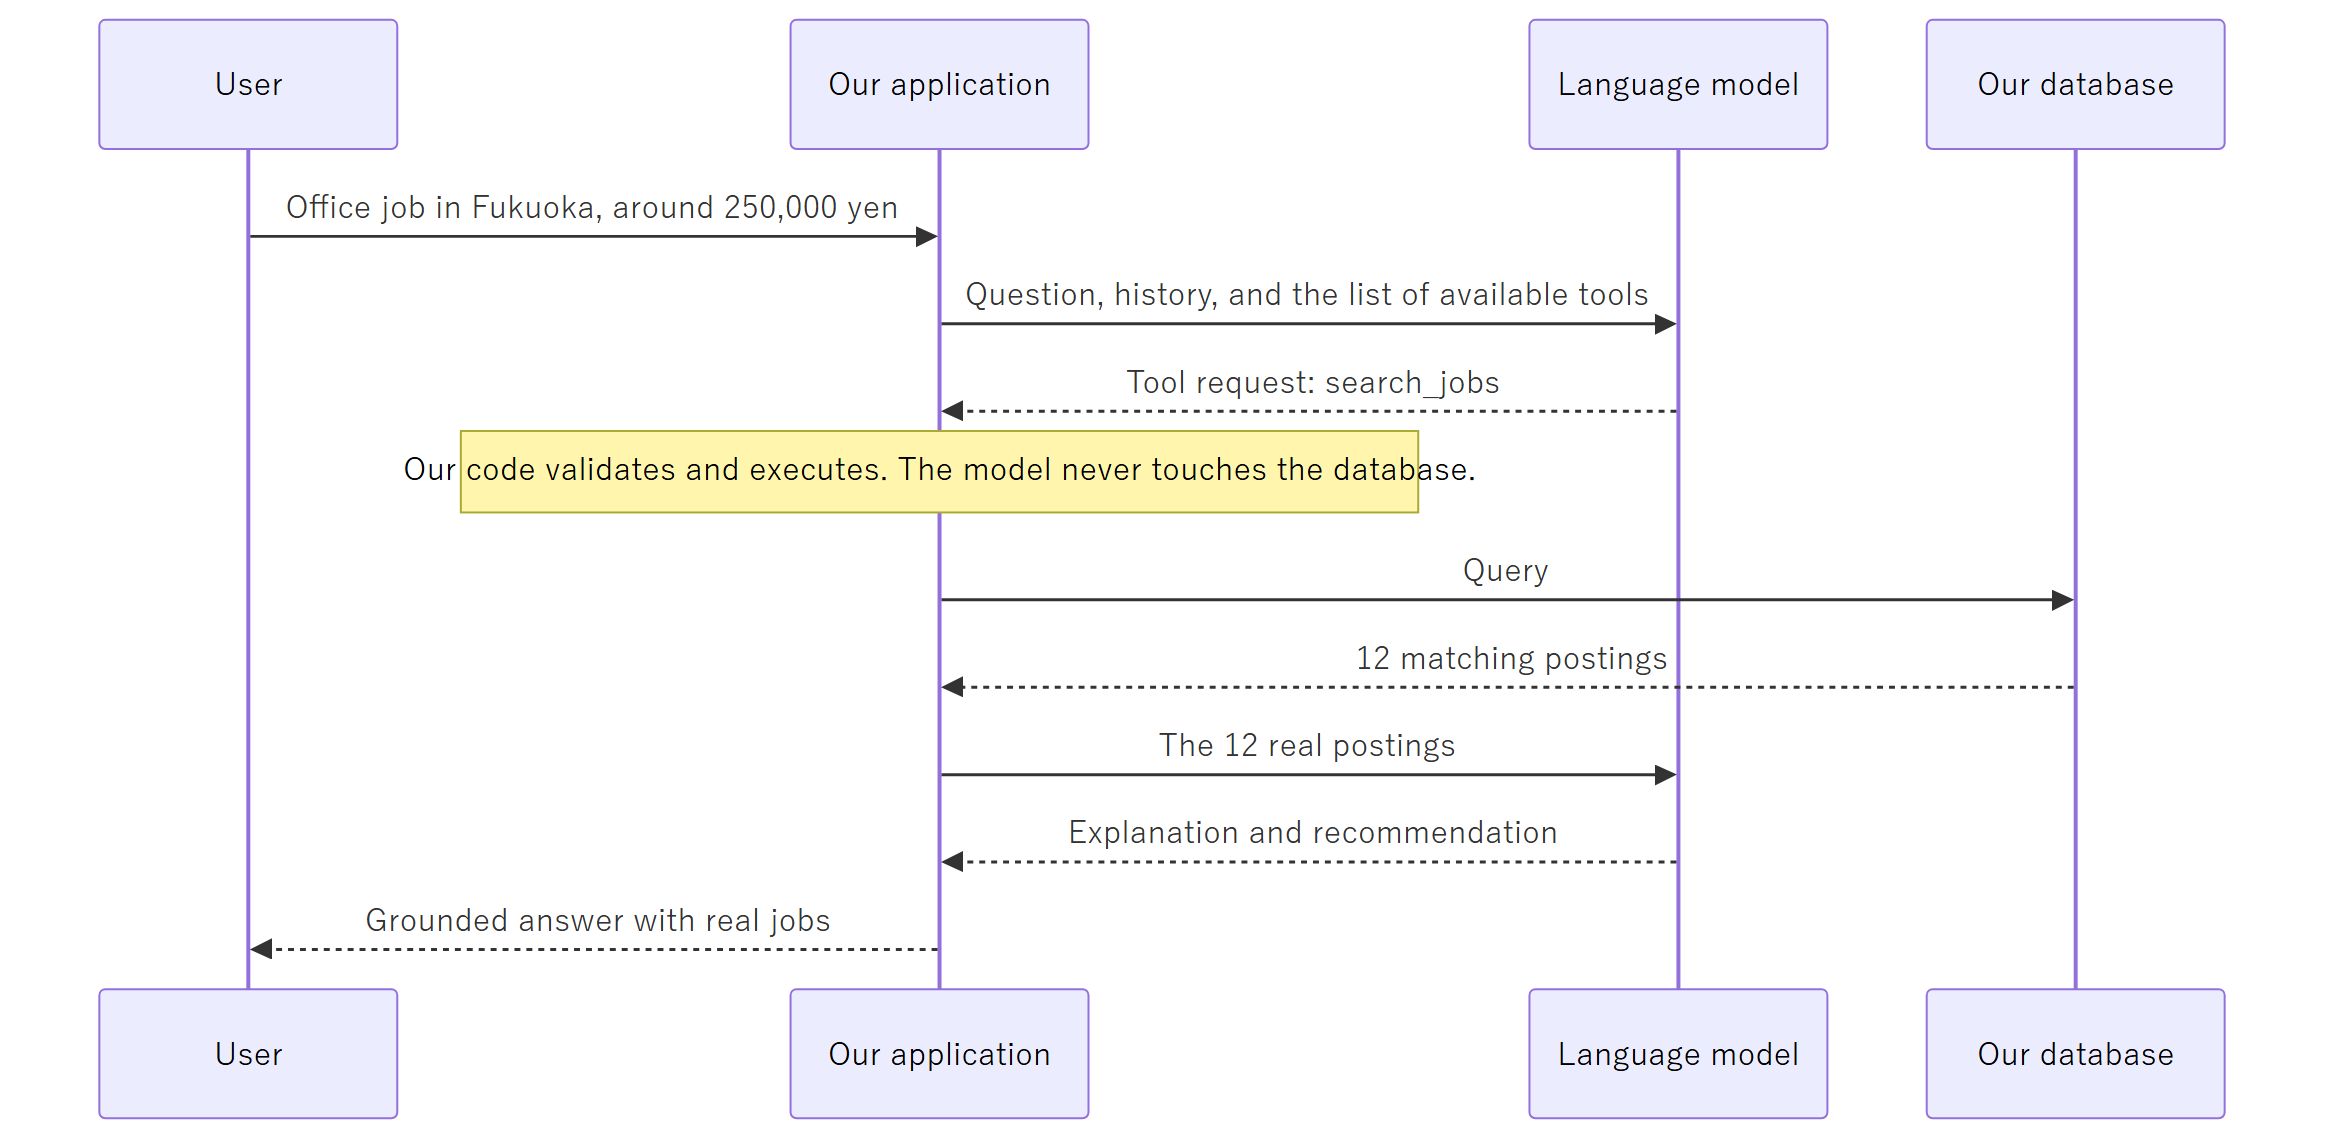 User
Our application
Language model
Our database
Office job in Fukuoka, around 250,000 yen
Question, history, and the list of available tools
Tool request: search_jobs
Our code validates and executes. The model never touches the database.
Query
12 matching postings
The 12 real postings
Explanation and recommendation
Grounded answer with real jobs
User
Our application
Language model
Our database